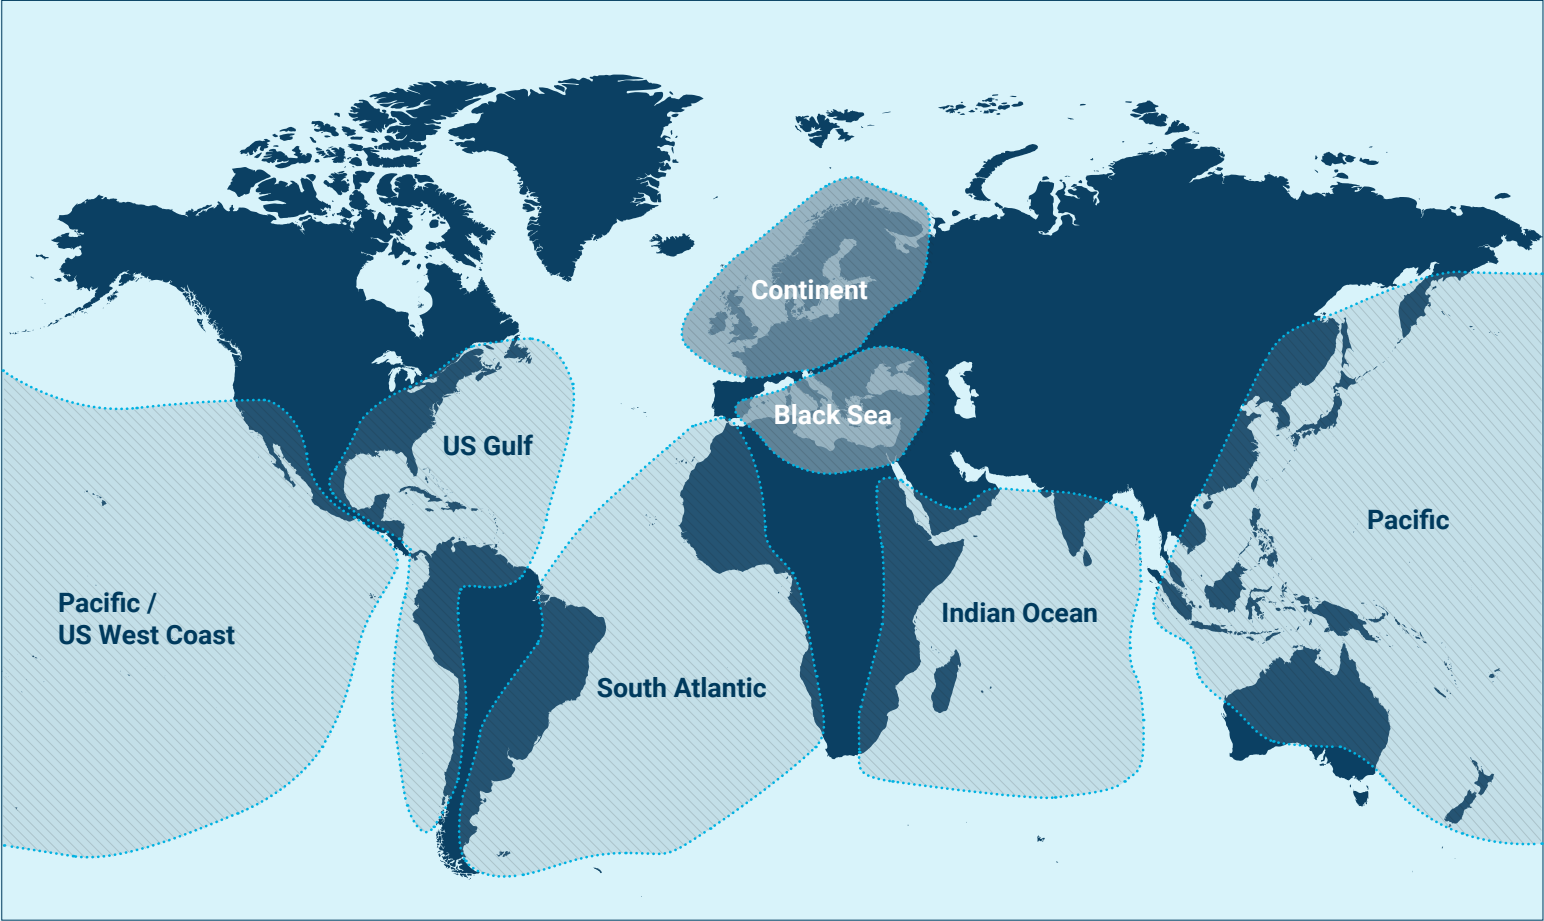 Continent
Black Sea
US Gulf
Pacific
Pacific /
US West Coast
Indian Ocean
South Atlantic